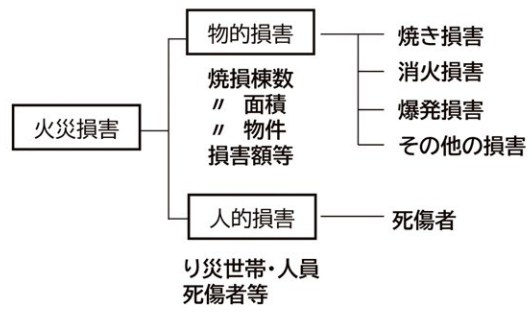 火災損害
物的損害
焼損棟数
〃 面積
〃 物件
損害額等
焼き損害
消火損害
爆発損害
その他の損害
人的損害
り災世帯・人員
死傷者等
死傷者